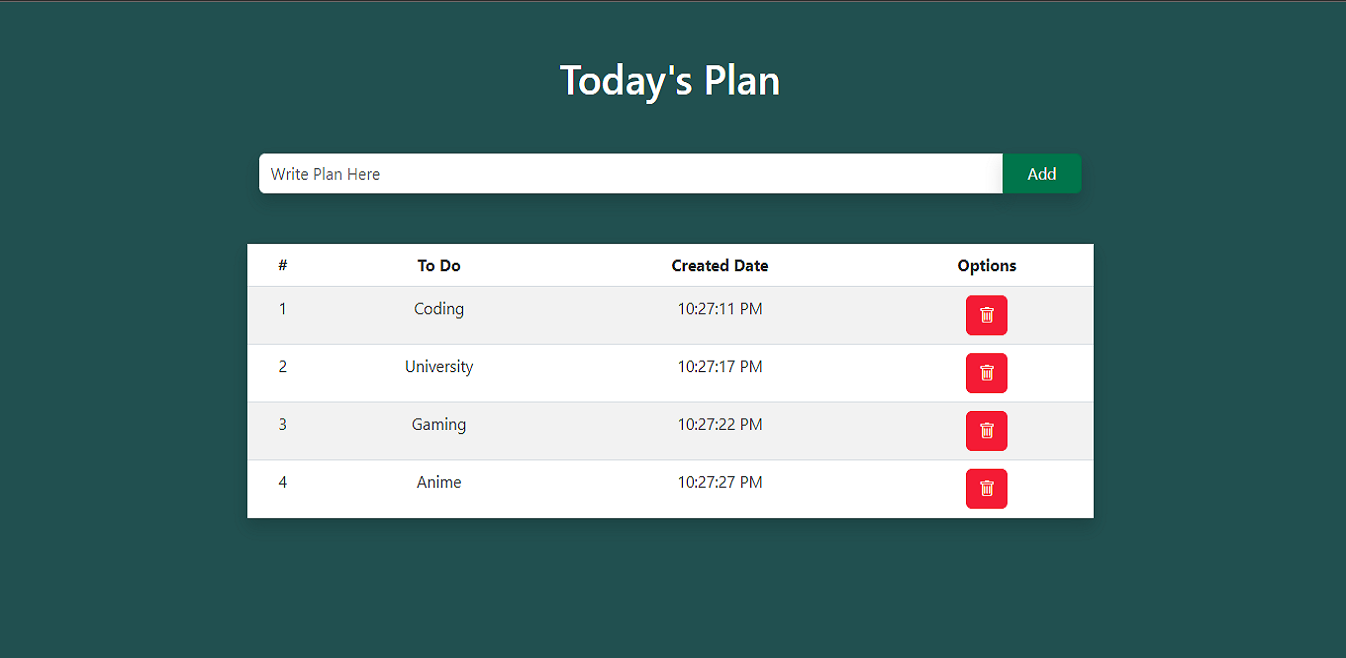 Today's Plan
Write Plan Here Add
# To Do Created Date Options
1 Coding 10:27:11 PM
2 University 10:27:17 PM
3 Gaming 10:27:22 PM
4 Anime 10:27:27 PM